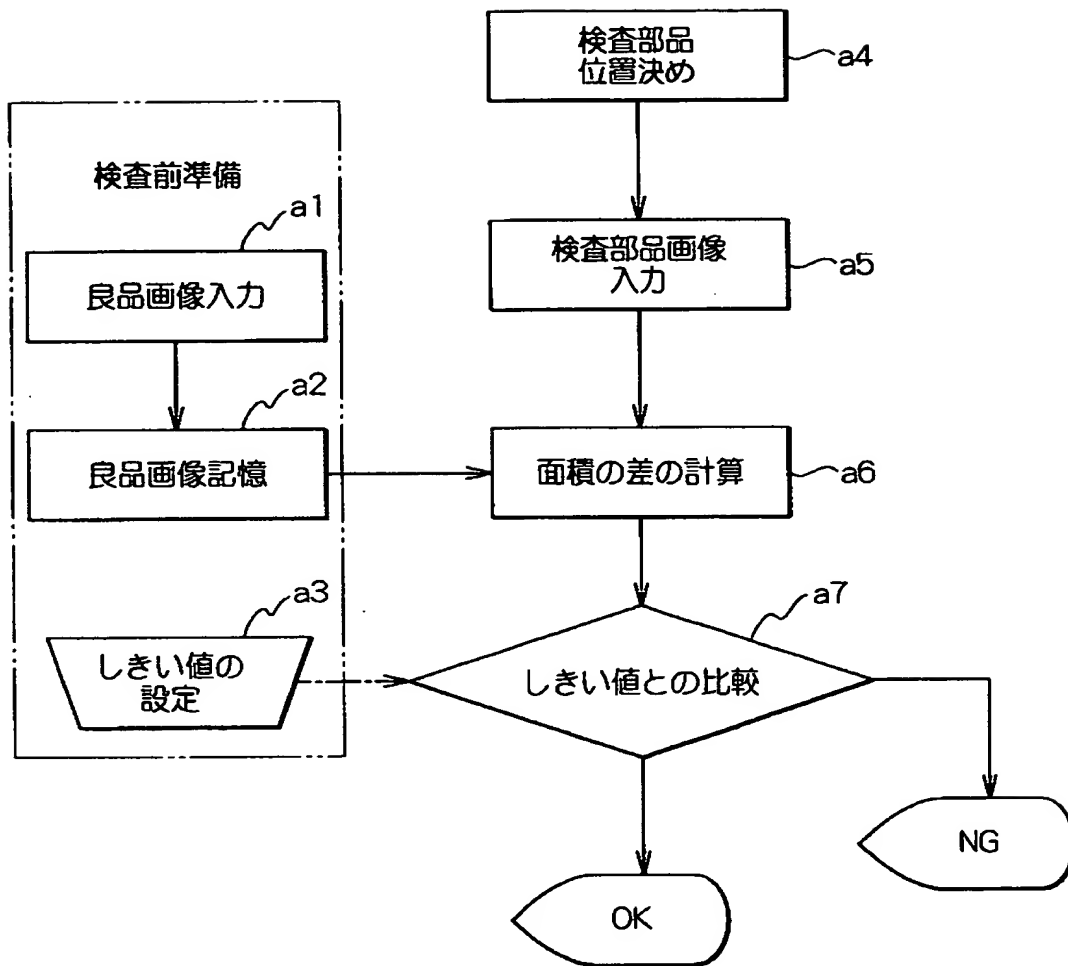 検査前準備
a1
良品画像入力
a2
良品画像記憶
a3
しきい値の
設定
検査部品
位置決め
a4
検査部品画像
入力
a5
面積の差の計算
a6
a7
しきい値との比較
NG
OK